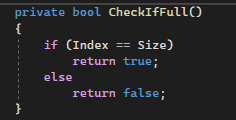 private bool CheckIfFull()
{
    if (Index == Size)
        return true;
    else
        return false;
}